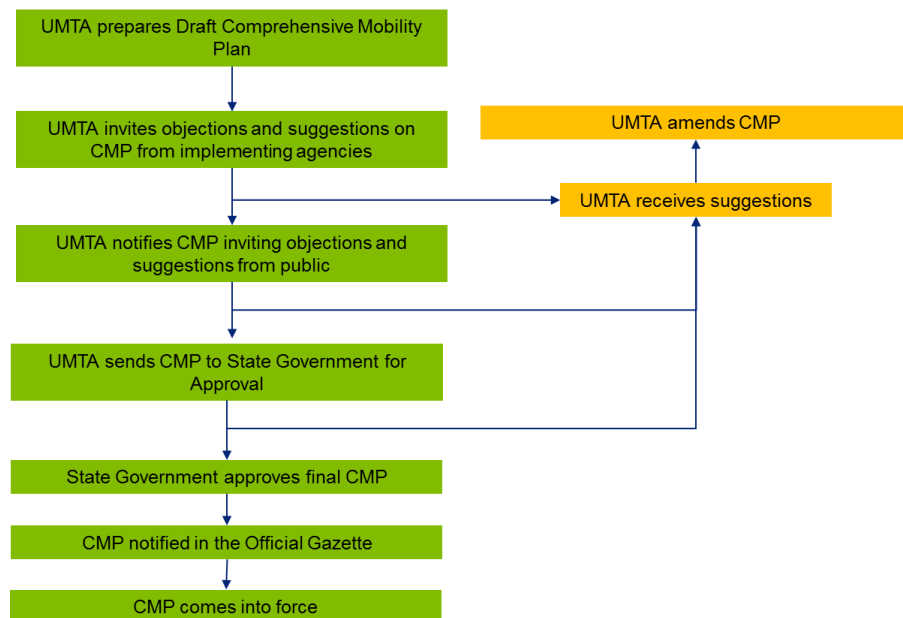 UMTA prepares Draft Comprehensive Mobility
Plan
UMTA invites objections and suggestions on
CMP from implementing agencies
UMTA amends CMP
UMTA receives suggestions
UMTA notifies CMP inviting objections and
suggestions from public
UMTA sends CMP to State Government for
Approval
State Government approves final CMP
CMP notified in the Official Gazette
CMP comes into force